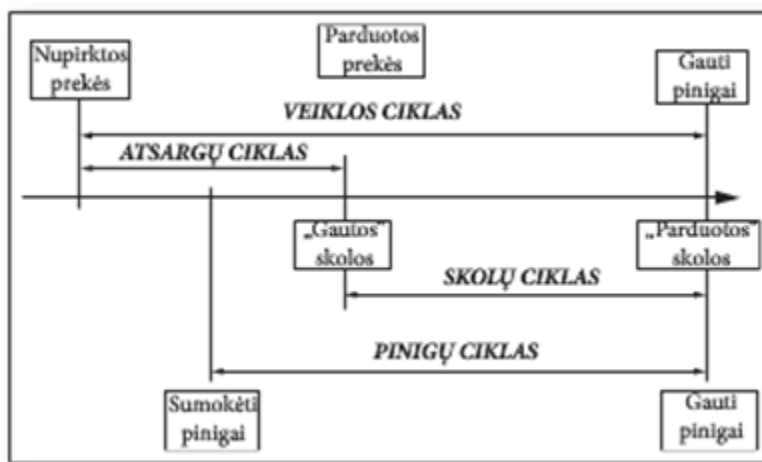 Nupirktos
prekės
Parduotos
prekės
Gauti
pinigai
VEIKLOS CIKLAS
ATSARGŲ CIKLAS
„Gautos”
skolos
„Parduotos”
skolos
SKOLŲ CIKLAS
PINIGŲ CIKLAS
Sumokėti
pinigai
Gauti
pinigai